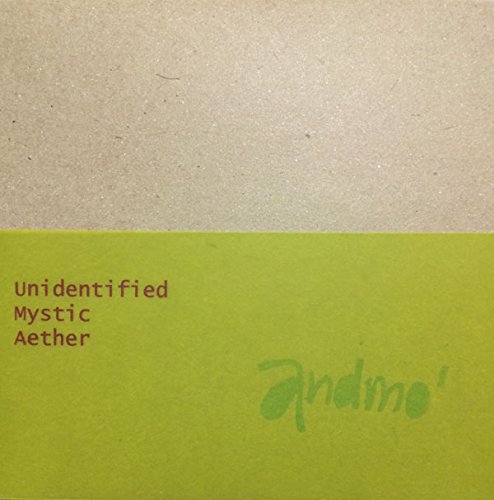 Unidentified
Mystic
Aether
andmo'